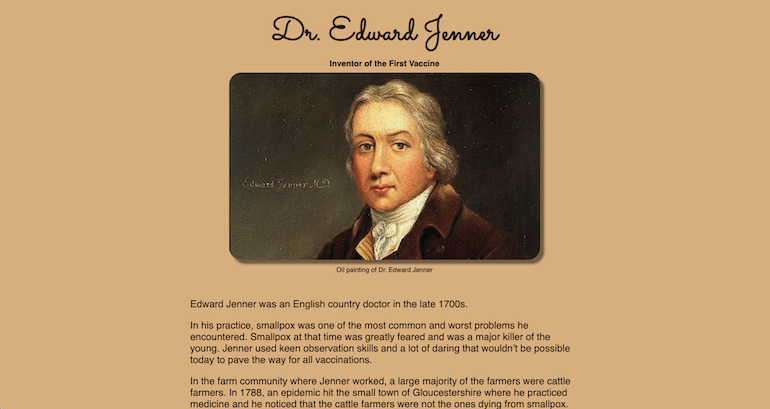 Dr. Edward Jenner
Inventor of the First Vaccine
Edward Jenner M.D.
Oil painting of Dr. Edward Jenner
Edward Jenner was an English country doctor in the late 1700s.
In his practice, smallpox was one of the most common and worst problems he
encountered. Smallpox at that time was greatly feared and was a major killer of the
young. Jenner used keen observation skills and a lot of daring that wouldn't be possible
today to pave the way for all vaccinations.
In the farm community where Jenner worked, a large majority of the farmers were cattle
farmers. In 1788, an epidemic hit the small town of Gloucestershire where he practiced
medicine and he noticed that the cattle farmers were not the ones dying from smallpox.